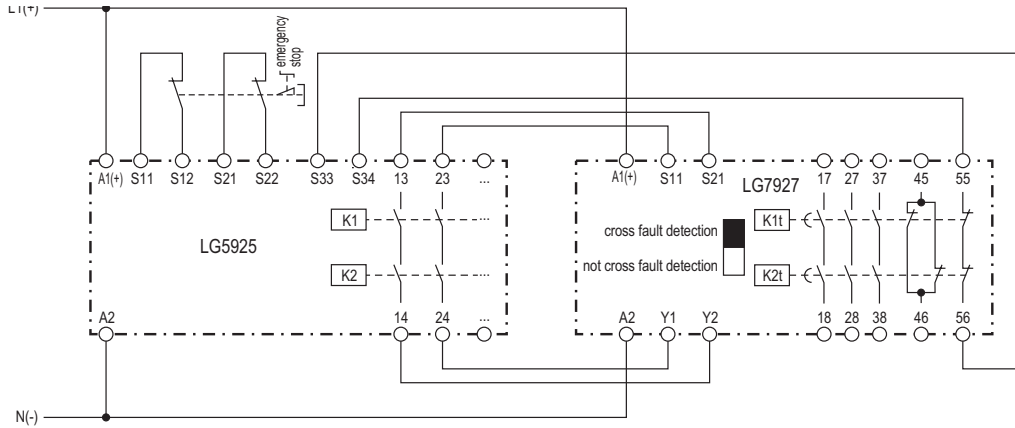 L1(+)
emergency
stop
A1(+) S11 S12 S21 S22 S33 S34 13 23 ...
A1(+) S11 S21 LG7927 17 27 37 45 55
K1 ...
K1t
LG5925
cross fault detection
not cross fault detection
K2 ...
K2t
A2 14 24 ...
A2 Y1 Y2 18 28 38 46 56
N(-)